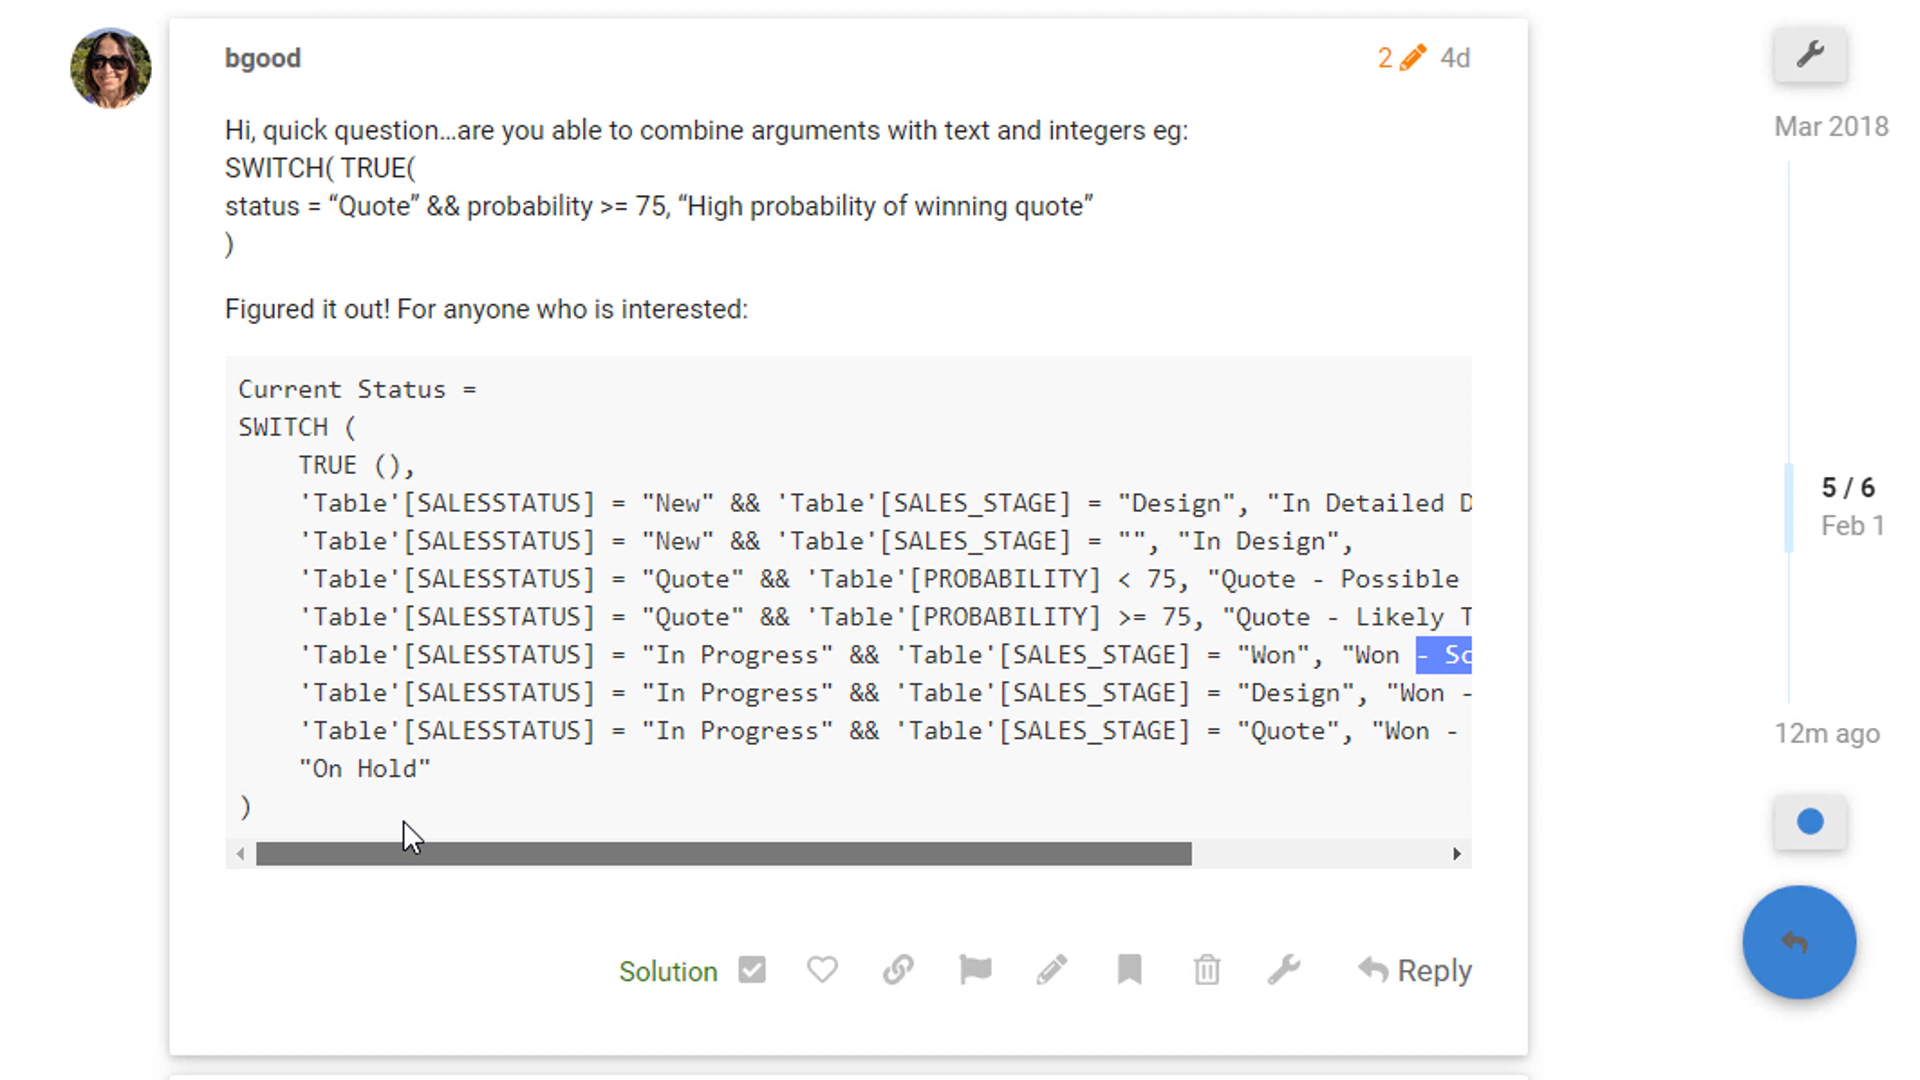 bgood
2 4d
Hi, quick question…are you able to combine arguments with text and integers eg:
SWITCH( TRUE(
status = “Quote” && probability >= 75, “High probability of winning quote”
)
Figured it out! For anyone who is interested:
Current Status =
SWITCH (
    TRUE (),
    'Table'[SALESSTATUS] = "New" && 'Table'[SALES_STAGE] = "Design", "In Detailed D
    'Table'[SALESSTATUS] = "New" && 'Table'[SALES_STAGE] = "", "In Design",
    'Table'[SALESSTATUS] = "Quote" && 'Table'[PROBABILITY] < 75, "Quote - Possible
    'Table'[SALESSTATUS] = "Quote" && 'Table'[PROBABILITY] >= 75, "Quote - Likely T
    'Table'[SALESSTATUS] = "In Progress" && 'Table'[SALES_STAGE] = "Won", "Won - Sc
    'Table'[SALESSTATUS] = "In Progress" && 'Table'[SALES_STAGE] = "Design", "Won -
    'Table'[SALESSTATUS] = "In Progress" && 'Table'[SALES_STAGE] = "Quote", "Won -
    "On Hold"
)
Solution
Reply
Mar 2018
5 / 6
Feb 1
12m ago